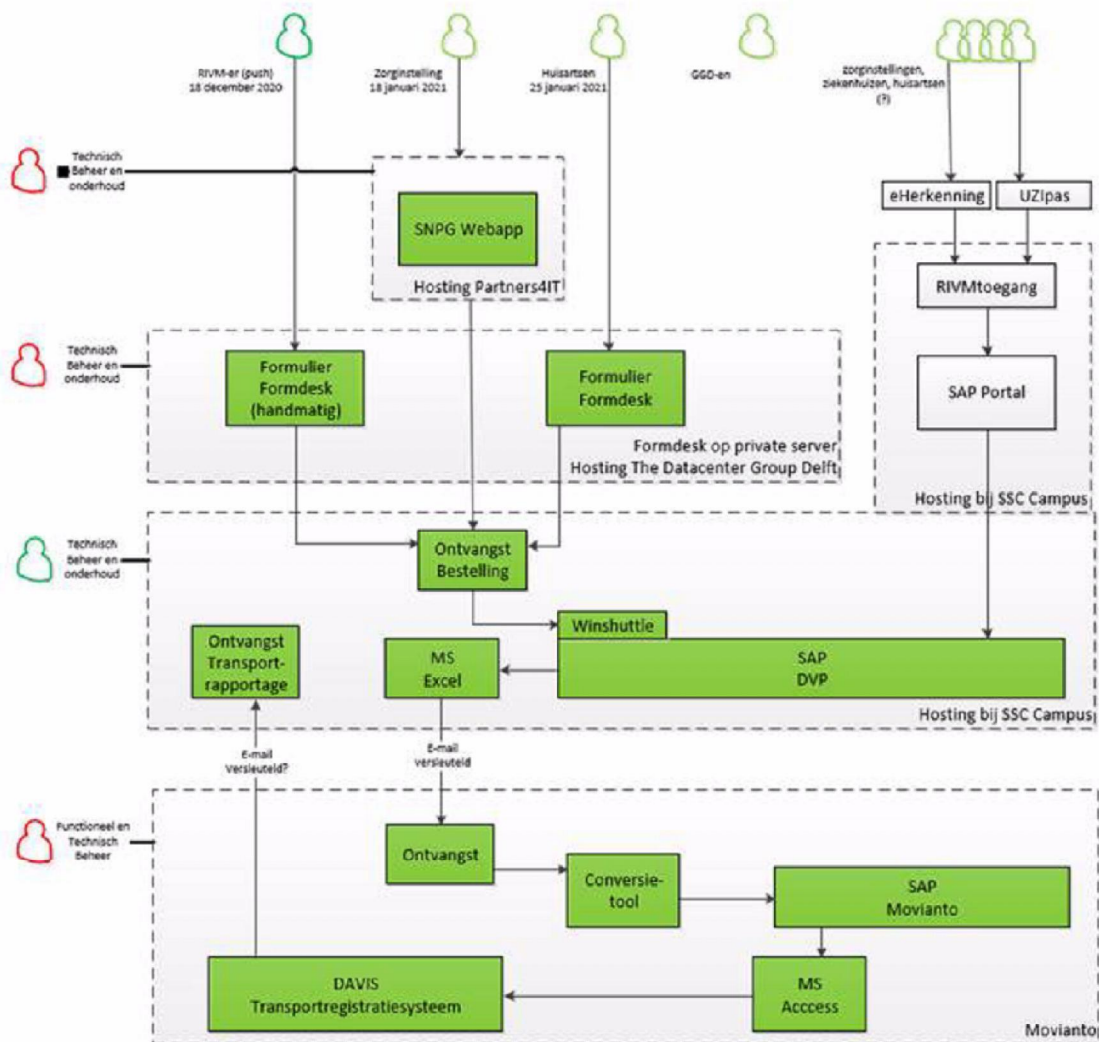 RIVM-er (push)
18 december 2020
Zorginstelling
18 januari 2021
Huisartsen
25 januari 2021
GGD-en
zorginstellingen,
ziekenhuizen, huisartsen
(?)
Technisch
Beheer en
onderhoud
eHerkenning
UZIpas
SNPG Webapp
Hosting Partners4IT
RIVMtoegang
SAP Portal
Hosting bij SSC Campus
Technisch
Beheer en
onderhoud
Formulier
Formdesk
(handmatig)
Formulier
Formdesk
Formdesk op private server
Hosting The Datacenter Group Delft
Technisch
Beheer en
onderhoud
Ontvangst
Bestelling
Winshuttle
Ontvangst
Transport-
rapportage
MS
Excel
SAP
DVP
Hosting bij SSC Campus
E-mail
Versleuteld?
E-mail
versleuteld
Functioneel en
Technisch
Beheer
Ontvangst
Conversie-
tool
SAP
Movianto
DAVIS
Transportregistratiesysteem
MS
Acccess
Movianto